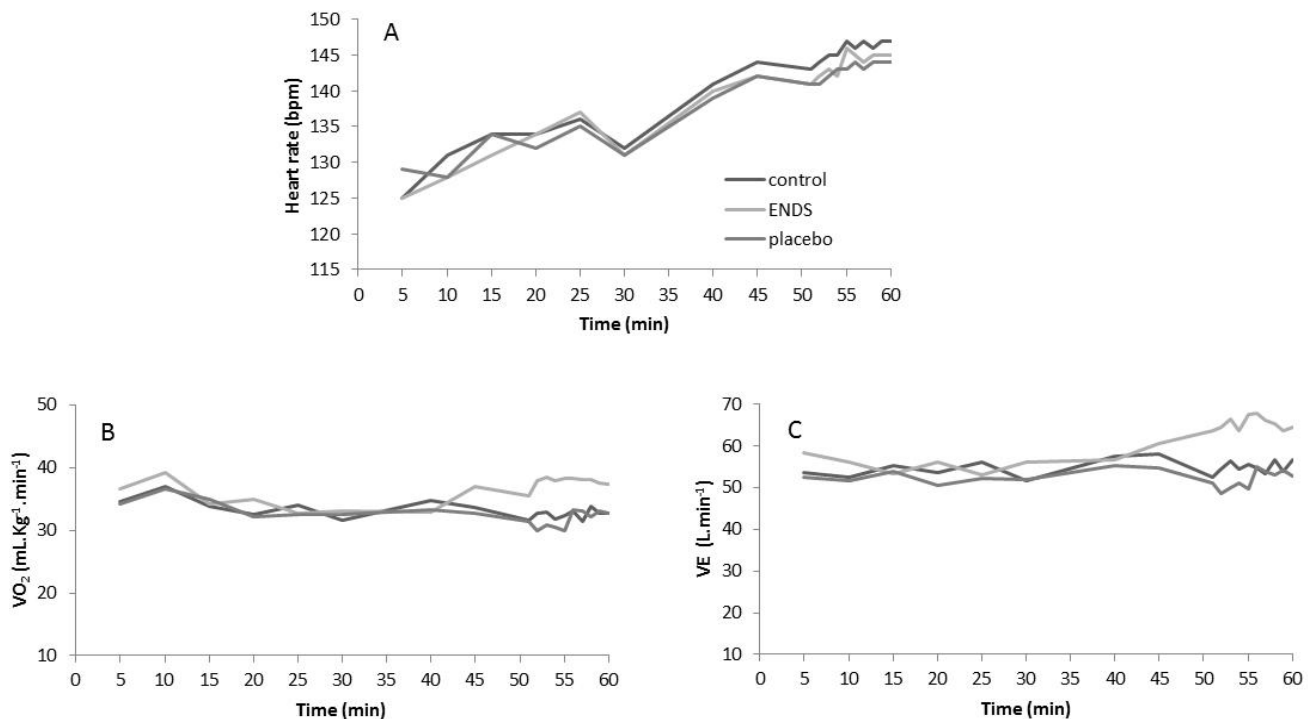 A
150
145
140
135
130
125
120
115
Heart rate (bpm)
control
ENDS
placebo
0 5 10 15 20 25 30 35 40 45 50 55 60
Time (min)
B
50
40
30
20
10
VO₂ (mL.Kg⁻¹.min⁻¹)
0 5 10 15 20 25 30 35 40 45 50 55 60
Time (min)
C
70
60
50
40
30
20
10
VE (L.min⁻¹)
0 5 10 15 20 25 30 35 40 45 50 55 60
Time (min)